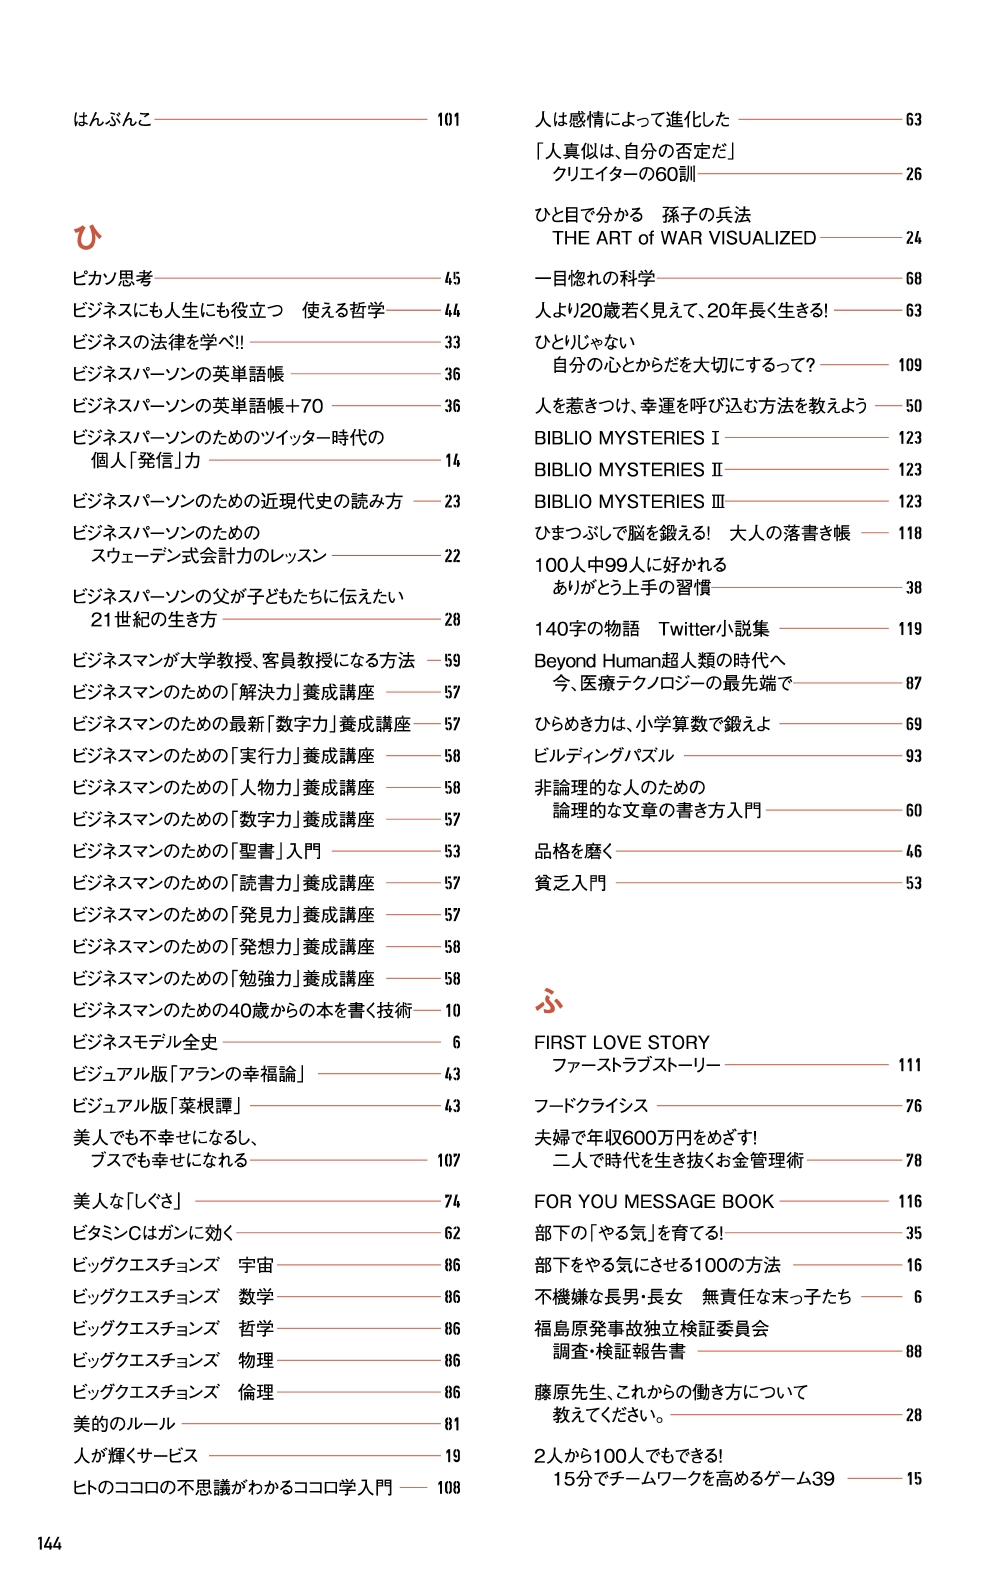 はんぶんこ 101
ひ
ピカソ思考 45
ビジネスにも人生にも役立つ　使える哲学 44
ビジネスの法律を学べ!! 33
ビジネスパーソンの英単語帳 36
ビジネスパーソンの英単語帳＋70 36
ビジネスパーソンのためのツイッター時代の
個人「発信」力 14
ビジネスパーソンのための近現代史の読み方 23
ビジネスパーソンのための
スウェーデン式会計力のレッスン 22
ビジネスパーソンの父が子どもたちに伝えたい
21世紀の生き方 28
ビジネスマンが大学教授、客員教授になる方法 59
ビジネスマンのための「解決力」養成講座 57
ビジネスマンのための最新「数字力」養成講座 57
ビジネスマンのための「実行力」養成講座 58
ビジネスマンのための「人物力」養成講座 58
ビジネスマンのための「数字力」養成講座 57
ビジネスマンのための「聖書」入門 53
ビジネスマンのための「読書力」養成講座 57
ビジネスマンのための「発見力」養成講座 57
ビジネスマンのための「発想力」養成講座 58
ビジネスマンのための「勉強力」養成講座 58
ビジネスマンのための40歳からの本を書く技術 10
ビジネスモデル全史 6
ビジュアル版「アランの幸福論」 43
ビジュアル版「菜根譚」 43
美人でも不幸せになるし、
ブスでも幸せになれる 107
美人な「しぐさ」 74
ビタミンCはガンに効く 62
ビッグクエスチョンズ　宇宙 86
ビッグクエスチョンズ　数学 86
ビッグクエスチョンズ　哲学 86
ビッグクエスチョンズ　物理 86
ビッグクエスチョンズ　倫理 86
美的のルール 81
人が輝くサービス 19
ヒトのココロの不思議がわかるココロ学入門 108
人は感情によって進化した 63
「人真似は、自分の否定だ」
クリエイターの60訓 26
ひと目で分かる　孫子の兵法
THE ART of WAR VISUALIZED 24
一目惚れの科学 68
人より20歳若く見えて、20年長く生きる! 63
ひとりじゃない
自分の心とからだを大切にするって? 109
人を惹きつけ、幸運を呼び込む方法を教えよう 50
BIBLIO MYSTERIES Ⅰ 123
BIBLIO MYSTERIES Ⅱ 123
BIBLIO MYSTERIES Ⅲ 123
ひまつぶしで脳を鍛える!　大人の落書き帳 118
100人中99人に好かれる
ありがとう上手の習慣 38
140字の物語　Twitter小説集 119
Beyond Human超人類の時代へ
今、医療テクノロジーの最先端で 87
ひらめき力は、小学算数で鍛えよ 69
ビルディングパズル 93
非論理的な人のための
論理的な文章の書き方入門 60
品格を磨く 46
貧乏入門 53
ふ
FIRST LOVE STORY
ファーストラブストーリー 111
フードクライシス 76
夫婦で年収600万円をめざす!
二人で時代を生き抜くお金管理術 78
FOR YOU MESSAGE BOOK 116
部下の「やる気」を育てる! 35
部下をやる気にさせる100の方法 16
不機嫌な長男・長女　無責任な末っ子たち 6
福島原発事故独立検証委員会
調査・検証報告書 88
藤原先生、これからの働き方について
教えてください。 28
2人から100人でもできる!
15分でチームワークを高めるゲーム39 15
144